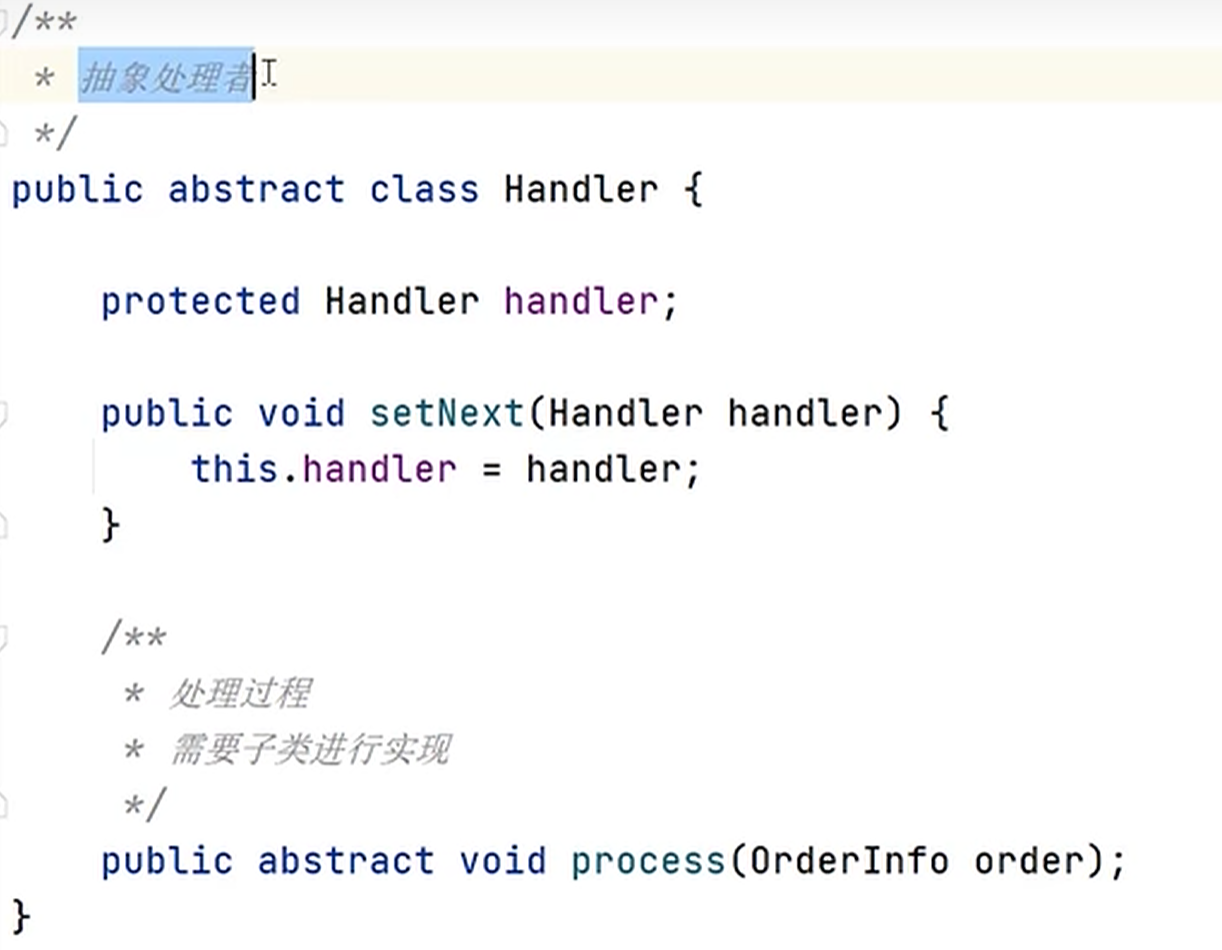 /**
 * 抽象处理者
 */
public abstract class Handler {
    protected Handler handler;
    public void setNext(Handler handler) {
        this.handler = handler;
    }
    /**
     * 处理过程
     * 需要子类进行实现
     */
    public abstract void process(OrderInfo order);
}